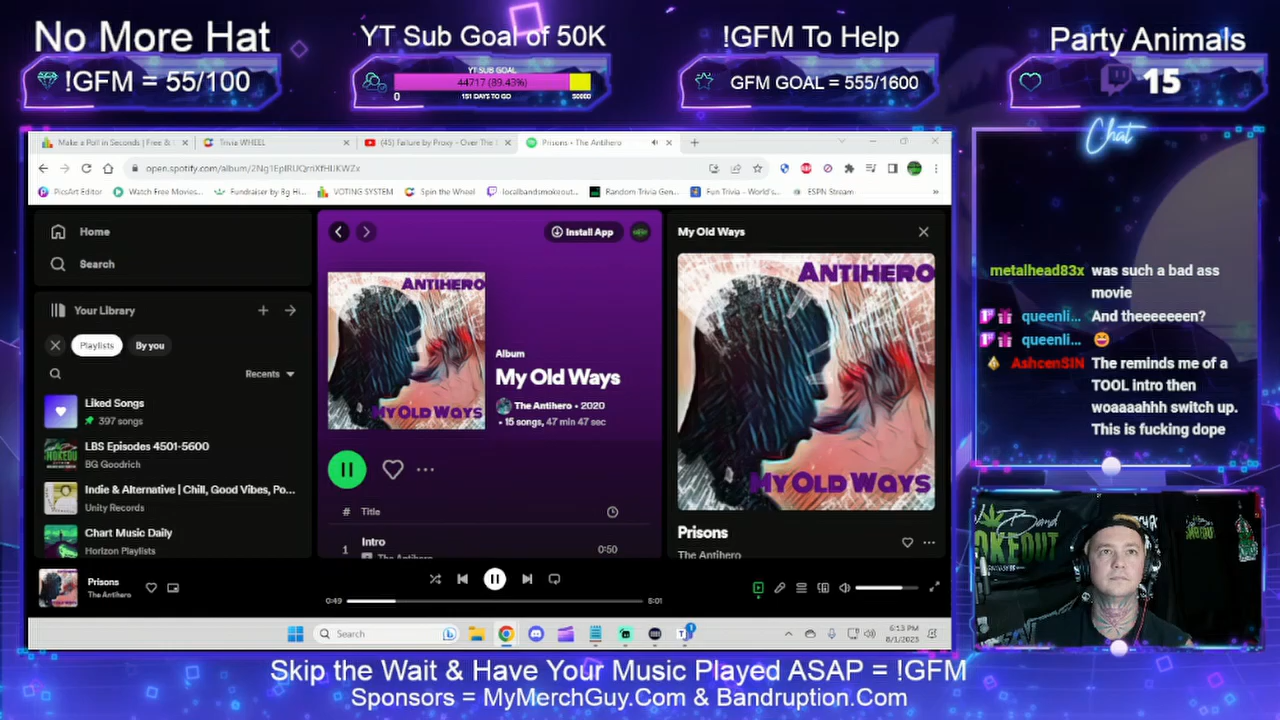 No More Hat
!GFM = 55/100
YT Sub Goal of 50K
YT SUB GOAL
44717 (89.43%)
0
151 DAYS TO GO
50000
!GFM To Help
GFM GOAL = 555/1600
Party Animals
15
Make a Poll in Seconds | Free &
Trivia WHEEL
(45) Failure by Proxy - Over The
Prisons • The Antihero
open.spotify.com/album/
PicsArt Editor
Watch Free Movies...
Fundraiser by Bg Hi...
VOTING SYSTEM
Spin the Wheel
localbandsmokeout...
Random Trivia Gen...
Fun Trivia - World's...
ESPN Stream
Home
Search
Your Library
Playlists
By you
Recents
Liked Songs
397 songs
LBS Episodes 4501-5600
BG Goodrich
Indie & Alternative | Chill, Good Vibes, Po...
Unity Records
Chart Music Daily
Horizon Playlists
Install App
ANTIHERO
MY OLD WAYS
Album
My Old Ways
The Antihero • 2020
• 15 songs, 47 min 47 sec
# Title
1 Intro
The Antihero
0:50
My Old Ways
ANTIHERO
MY OLD WAYS
Prisons
The Antihero
Prisons
The Antihero
0:49
5:01
Search
6:13 PM
8/1/2023
Chat
metalhead83x was such a bad ass
movie
queenli... And theeeeeeen?
queenli...
AshcenSIN The reminds me of a
TOOL intro then
woaaaahhh switch up.
This is fucking dope
Band
Skip the Wait & Have Your Music Played ASAP = !GFM
Sponsors = MyMerchGuy.Com & Bandruption.Com